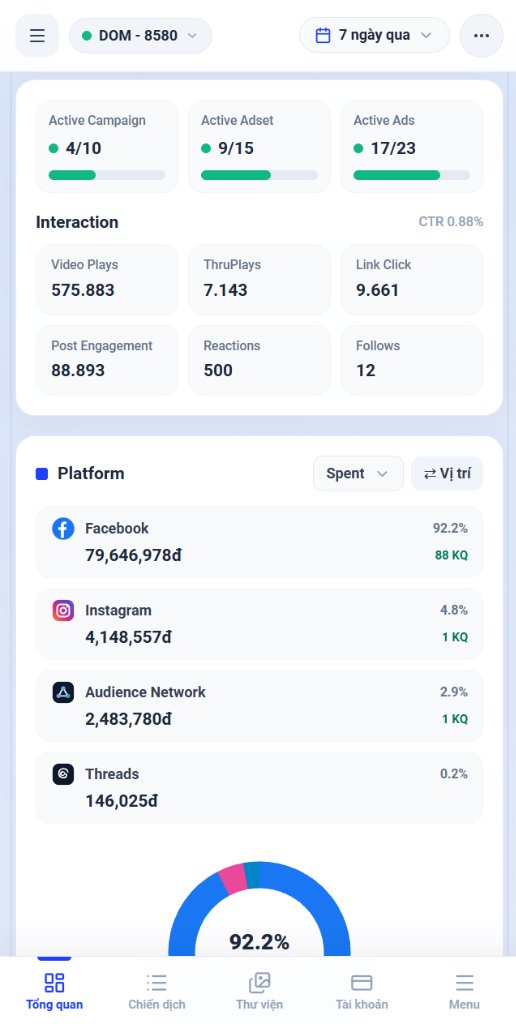 DOM - 8580
7 ngày qua
Active Campaign
Active Adset
Active Ads
4/10
9/15
17/23
Interaction
CTR 0.88%
Video Plays
ThruPlays
Link Click
575.883
7.143
9.661
Post Engagement
Reactions
Follows
88.893
500
12
Platform
Spent
Vị trí
Facebook
92.2%
79,646,978đ
88 KQ
Instagram
4.8%
4,148,557đ
1 KQ
Audience Network
2.9%
2,483,780đ
1 KQ
Threads
0.2%
146,025đ
92.2%
Tổng quan
Chiến dịch
Thư viện
Tài khoản
Menu